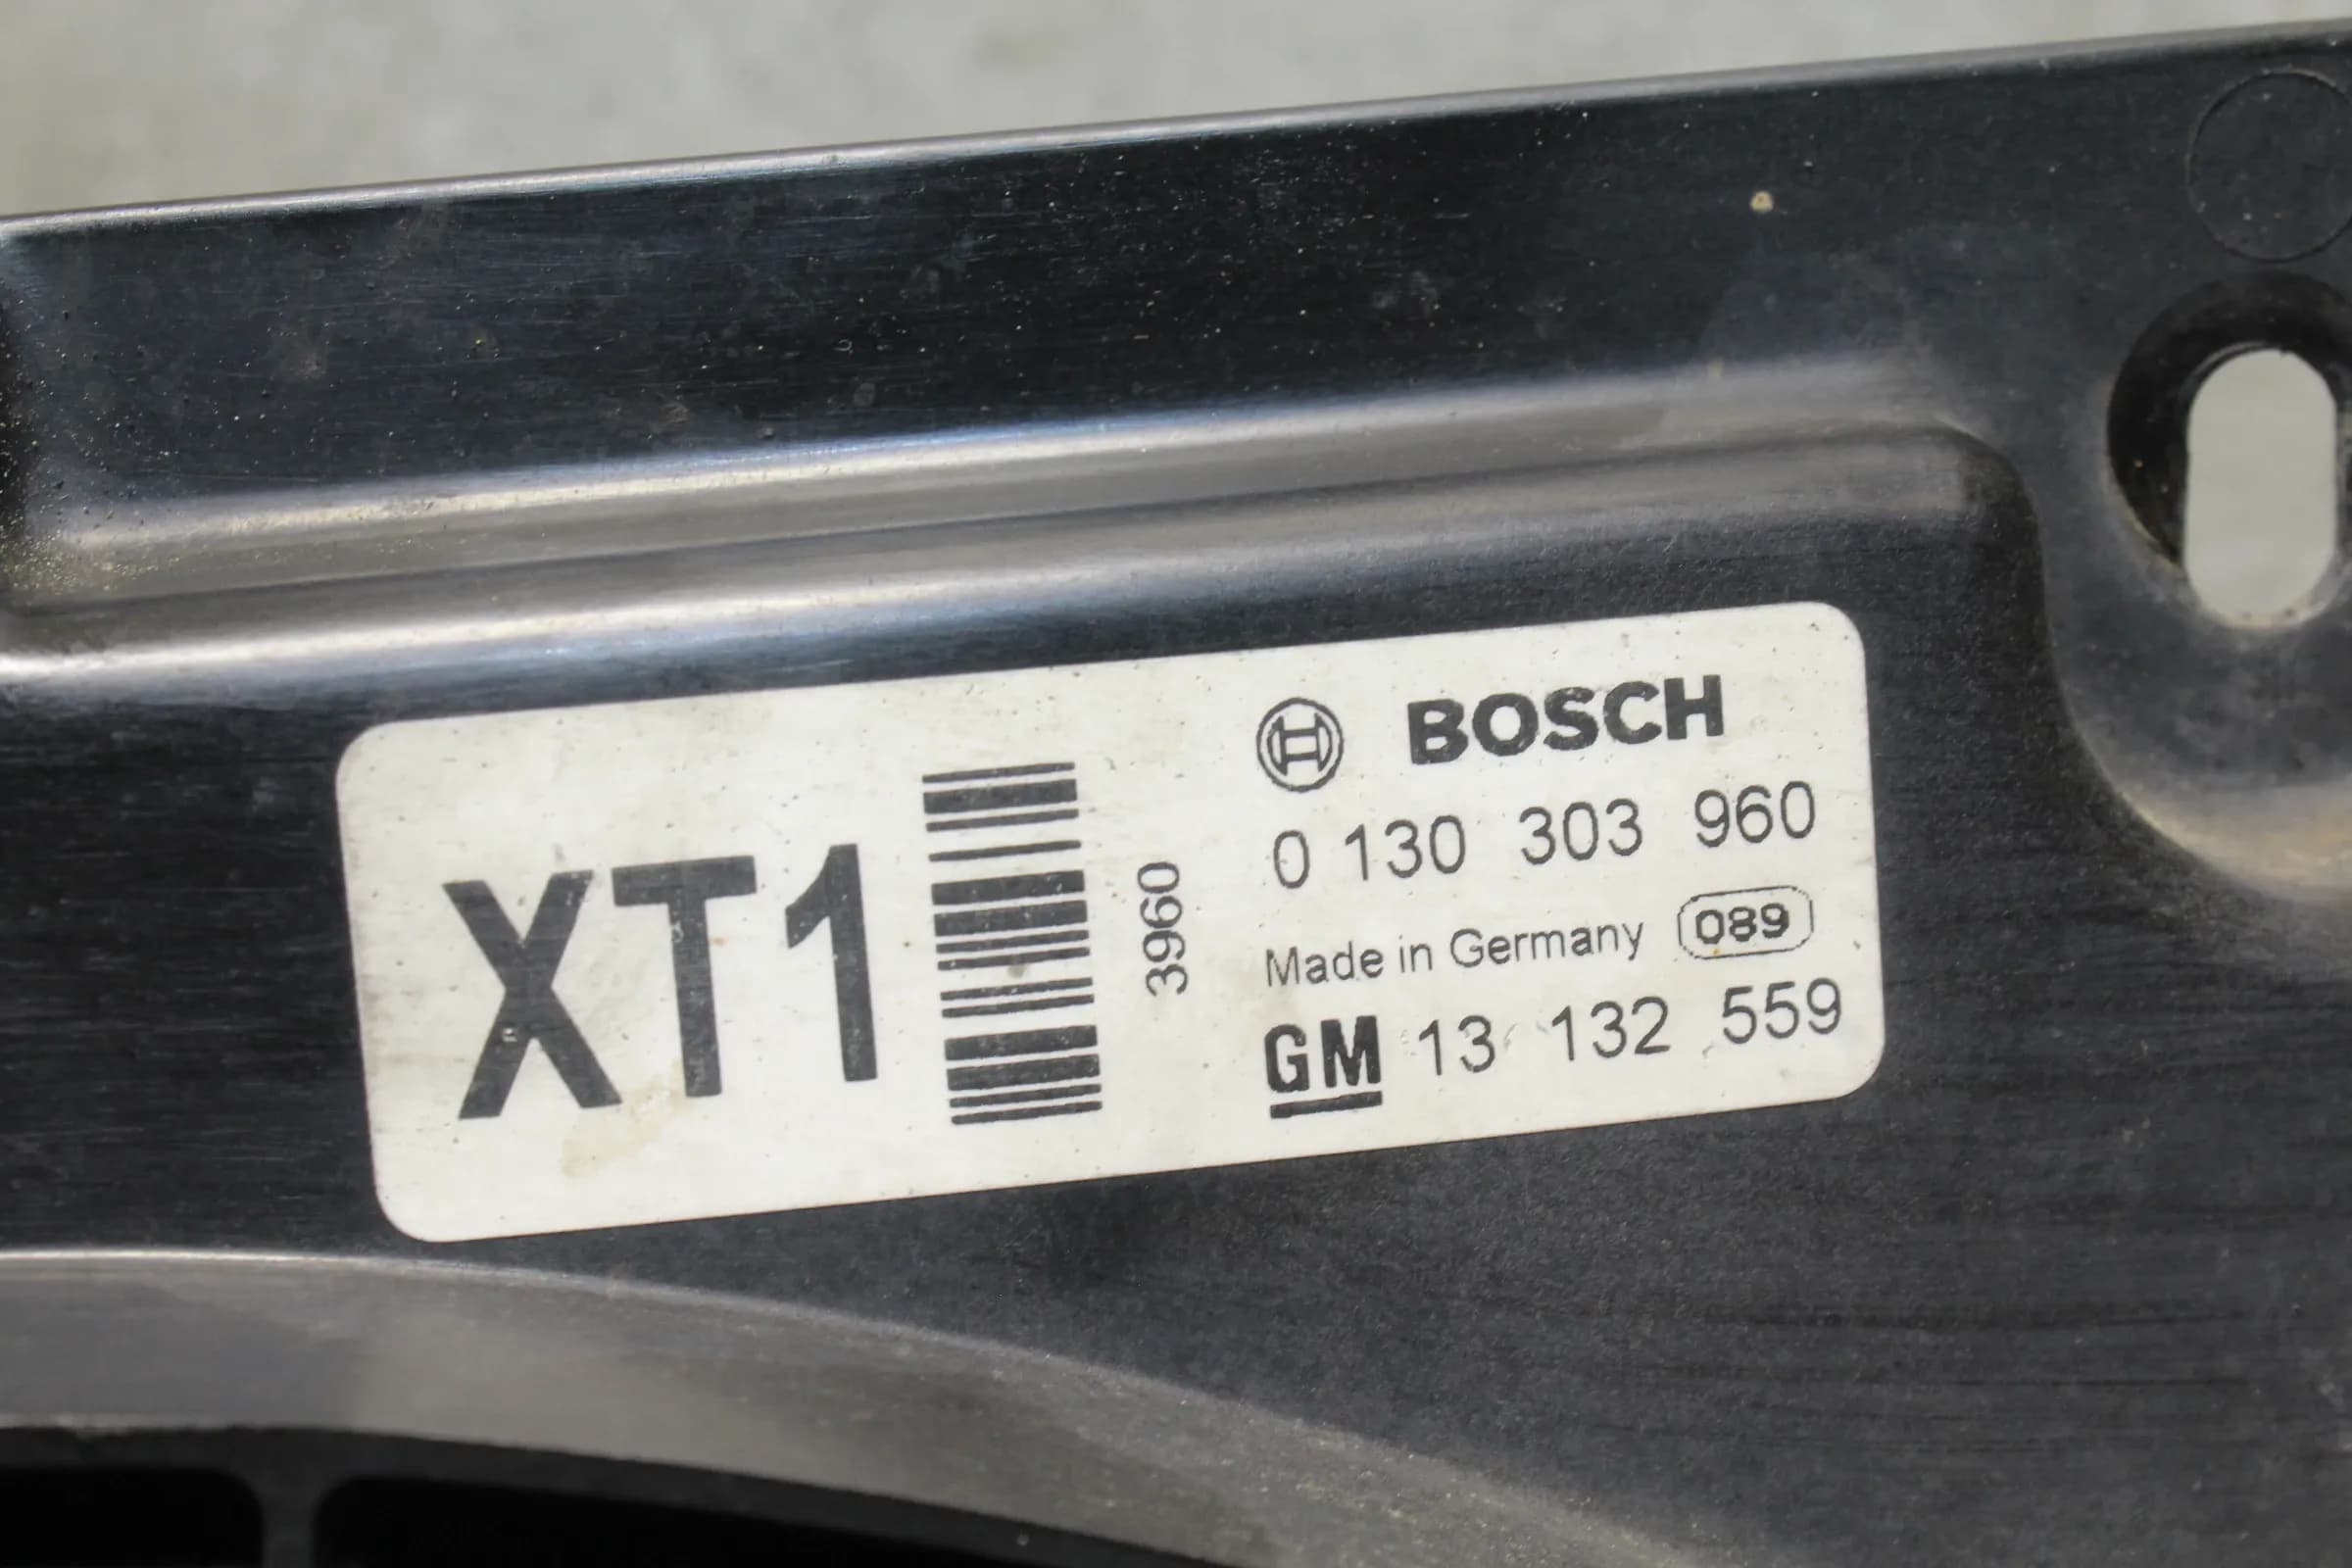 XT1
3960
BOSCH
0 130 303 960
Made in Germany 089
GM 13 132 559